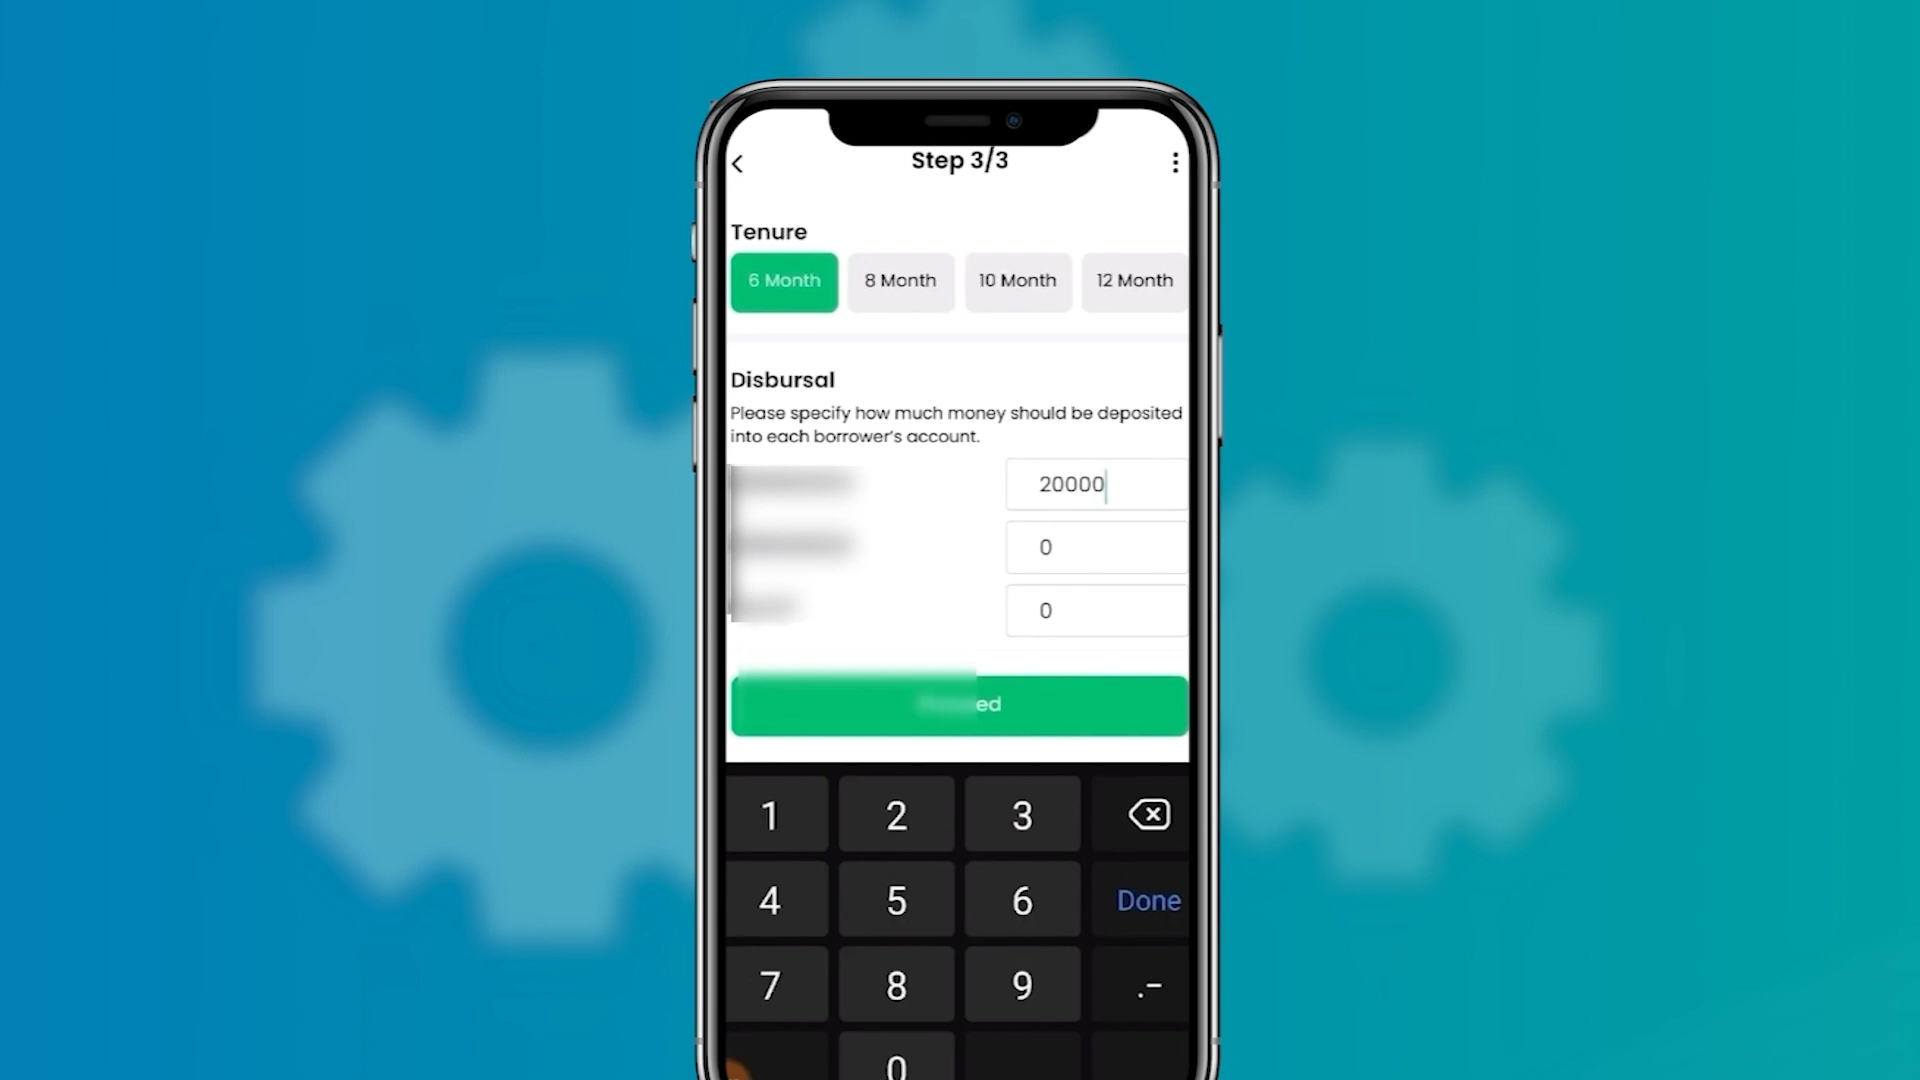 Step 3/3
Tenure
6 Month 8 Month 10 Month 12 Month
Disbursal
Please specify how much money should be deposited
into each borrower's account.
20000
0
0
1 2 3
4 5 6 Done
7 8 9 .-
0